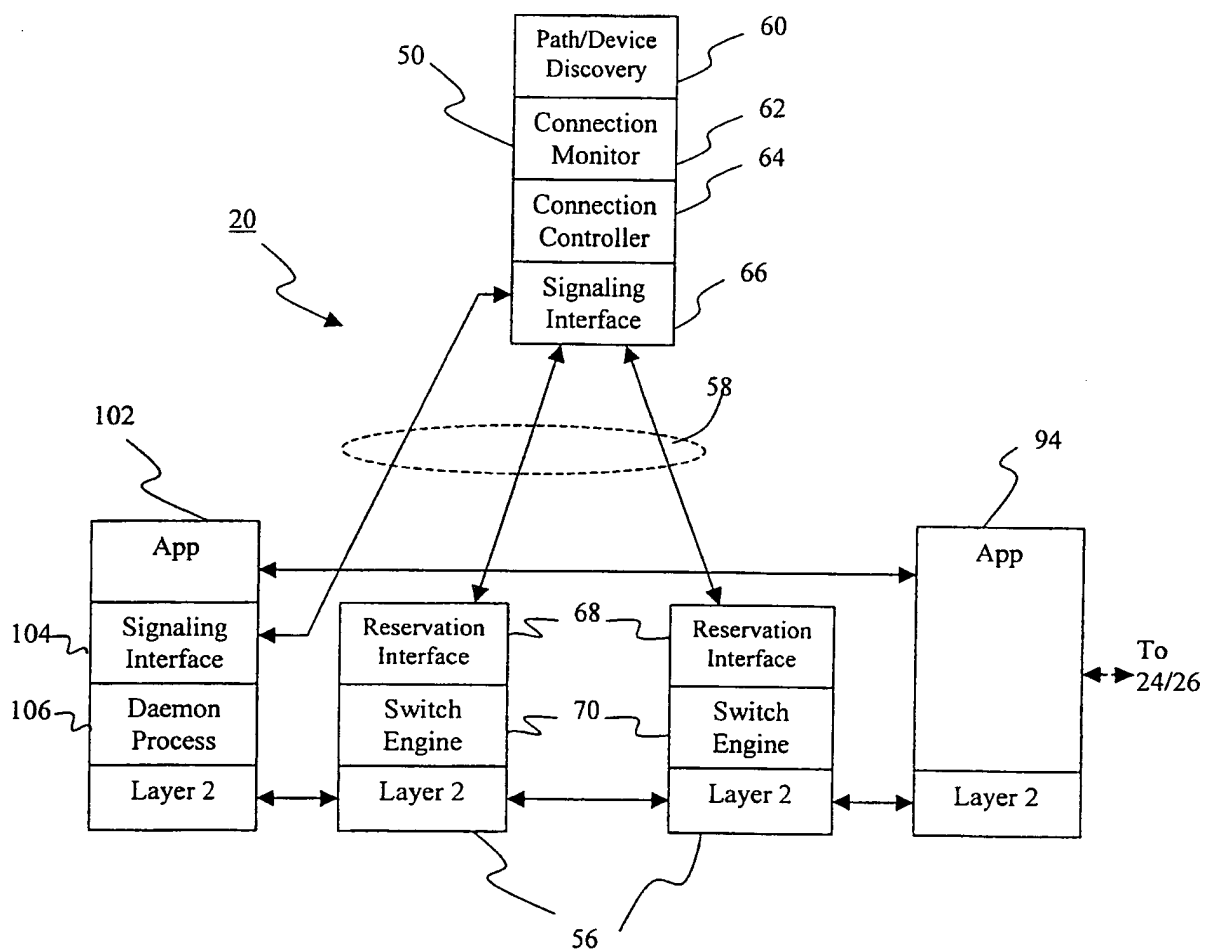 60
Path/Device
Discovery
50
62
Connection
Monitor
64
Connection
Controller
20
66
Signaling
Interface
58
102
94
App
App
68
104
Signaling
Interface
Reservation
Interface
Reservation
Interface
To
24/26
106
Daemon
Process
70
Switch
Engine
Switch
Engine
Layer 2
Layer 2
Layer 2
Layer 2
56